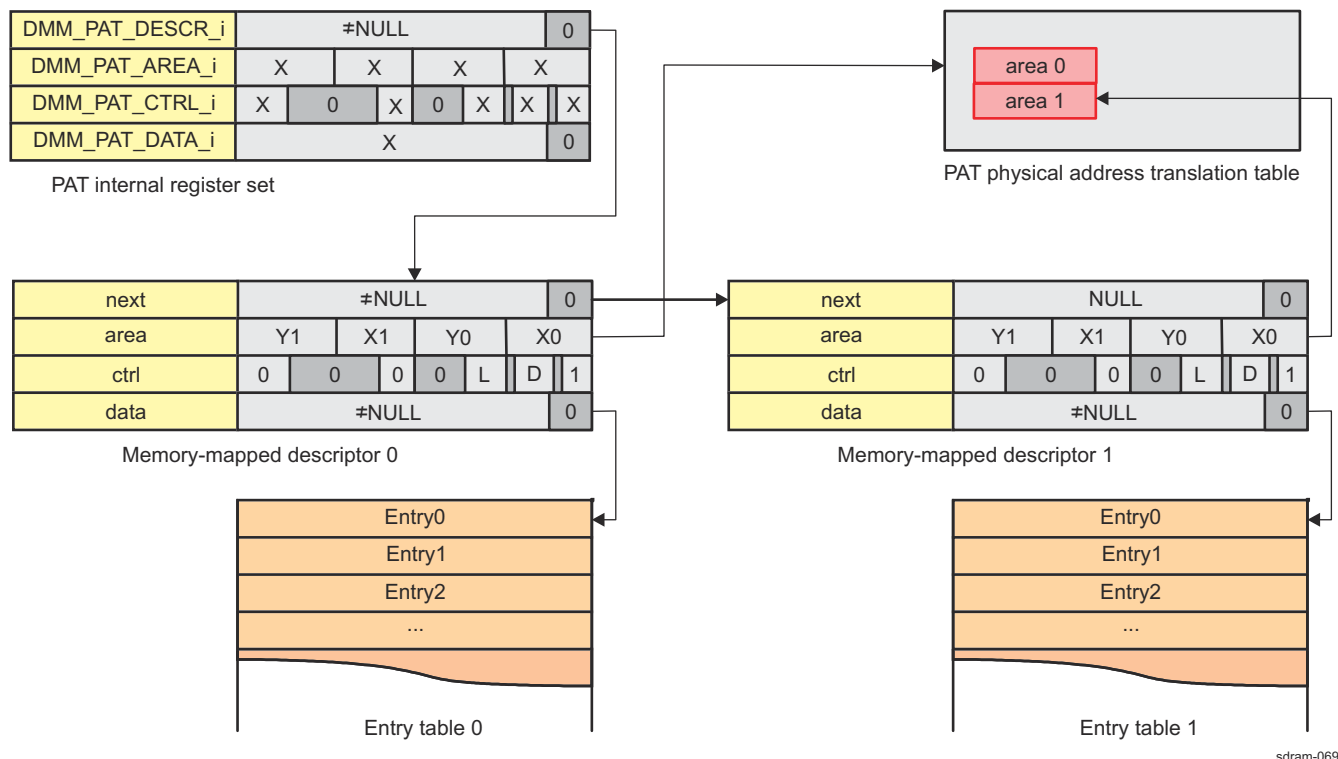 DMM_PAT_DESCR_i ≠NULL 0
DMM_PAT_AREA_i X X X X
DMM_PAT_CTRL_i X 0 X 0 X X X
DMM_PAT_DATA_i X 0
PAT internal register set
area 0
area 1
PAT physical address translation table
next ≠NULL 0
area Y1 X1 Y0 X0
ctrl 0 0 0 0 L D 1
data ≠NULL 0
Memory-mapped descriptor 0
next NULL 0
area Y1 X1 Y0 X0
ctrl 0 0 0 0 L D 1
data ≠NULL 0
Memory-mapped descriptor 1
Entry0
Entry1
Entry2
...
Entry table 0
Entry0
Entry1
Entry2
...
Entry table 1
sdram-069